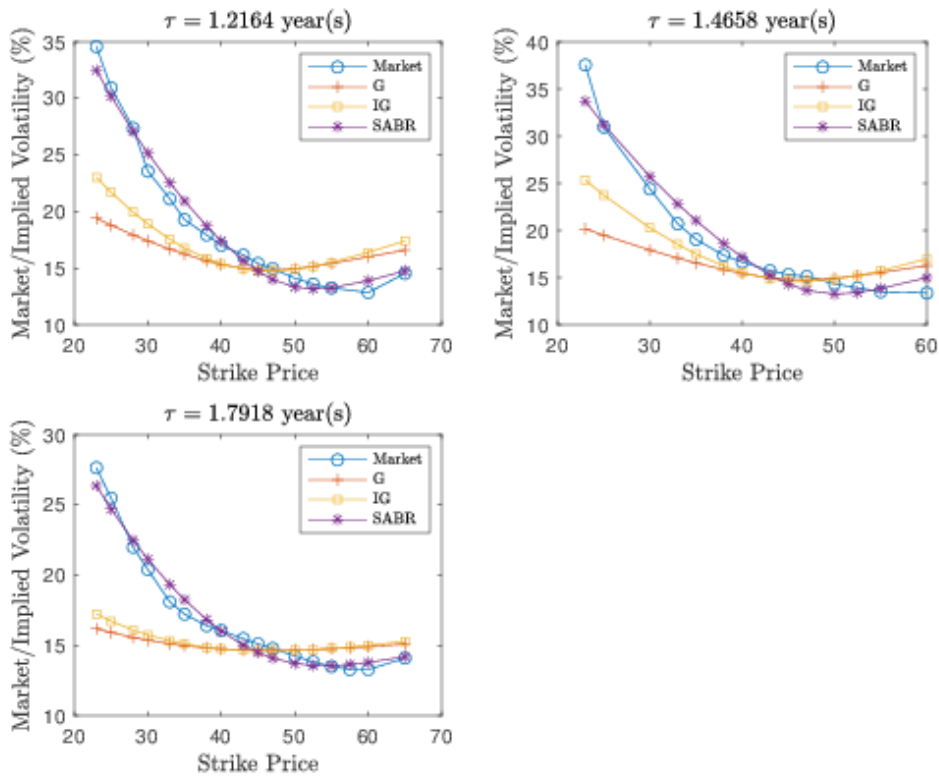 τ = 1.2164 year(s)
Market/Implied Volatility (%)
35
30
25
20
15
10
20
30
40
50
60
70
Strike Price
Market
G
IG
SABR
τ = 1.4658 year(s)
Market/Implied Volatility (%)
40
35
30
25
20
15
10
20
30
40
50
60
Strike Price
Market
G
IG
SABR
τ = 1.7918 year(s)
Market/Implied Volatility (%)
30
25
20
15
10
20
30
40
50
60
70
Strike Price
Market
G
IG
SABR